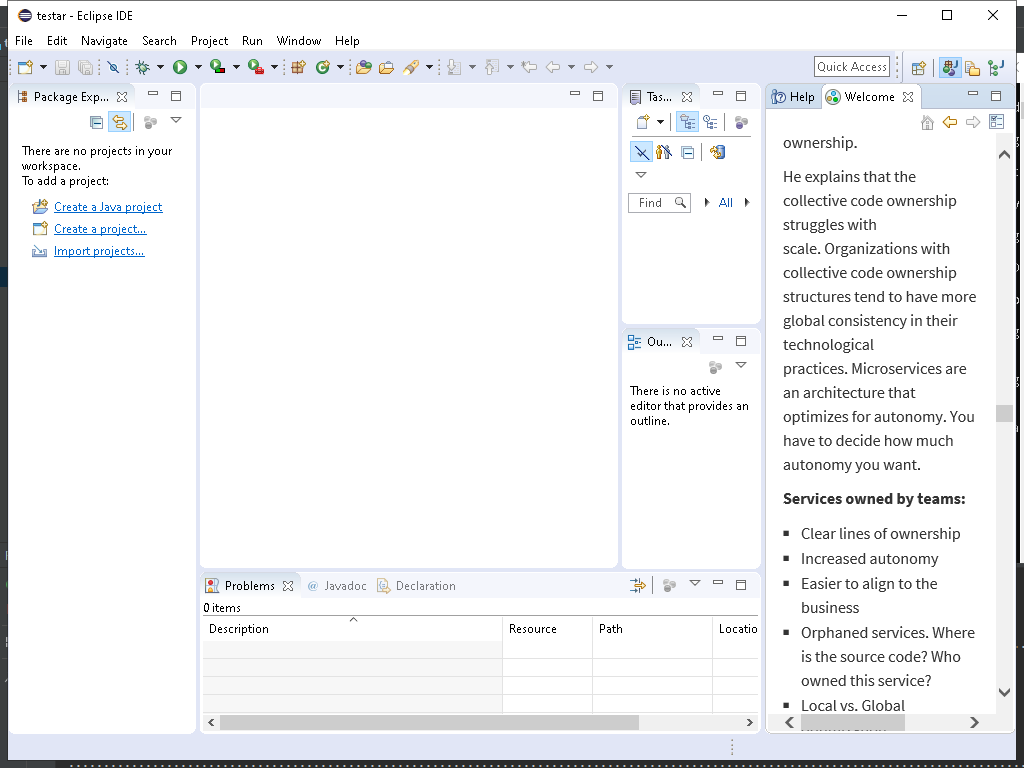 testar - Eclipse IDE
File Edit Navigate Search Project Run Window Help
Quick Access
Package Exp...
There are no projects in your
workspace.
To add a project:
Create a Java project
Create a project...
Import projects...
Tas...
Find
All
Ou...
There is no active
editor that provides an
outline.
Problems @ Javadoc Declaration
0 items
Description Resource Path Locatio
Help Welcome
ownership.
He explains that the
collective code ownership
struggles with
scale. Organizations with
collective code ownership
structures tend to have more
global consistency in their
technological
practices. Microservices are
an architecture that
optimizes for autonomy. You
have to decide how much
autonomy you want.
Services owned by teams:
▪ Clear lines of ownership
▪ Increased autonomy
▪ Easier to align to the
business
▪ Orphaned services. Where
is the source code? Who
owned this service?
▪ Local vs. Global